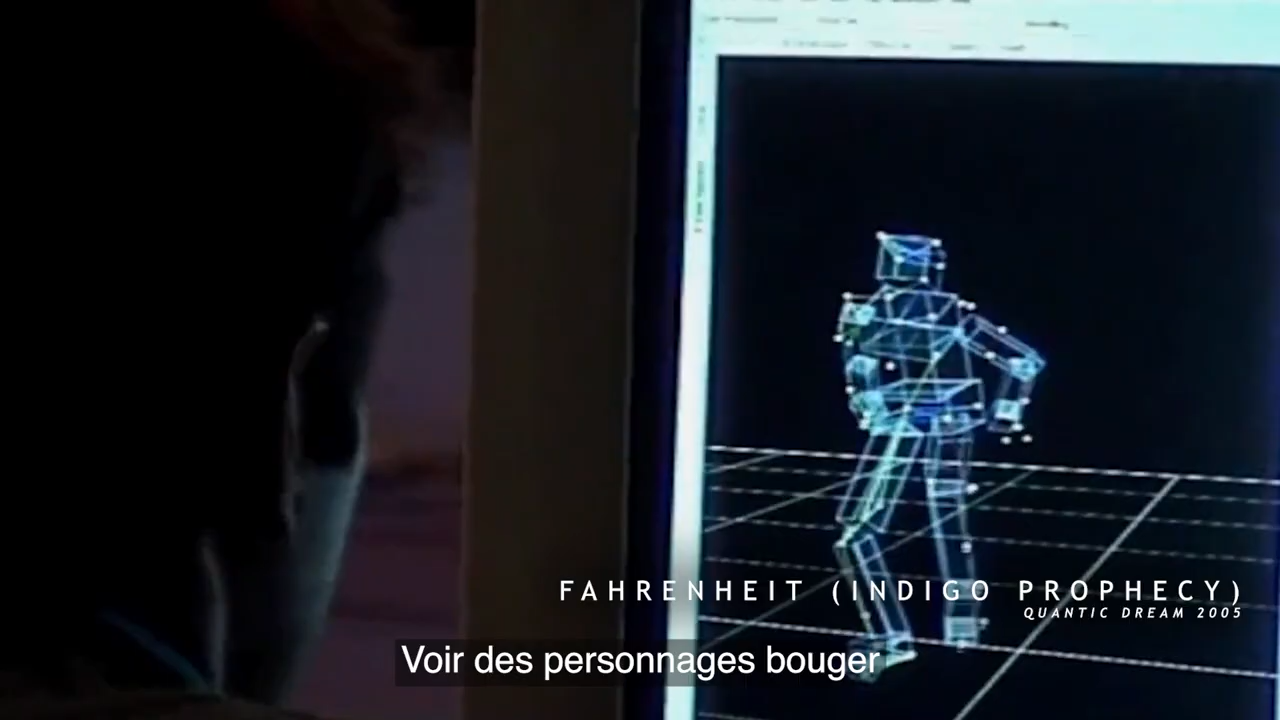 FAHRENHEIT (INDIGO PROPHECY)
QUANTIC DREAM 2005
Voir des personnages bouger